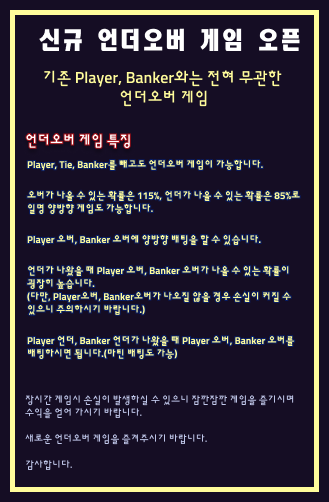 신규 언더오버 게임 오픈
기존 Player, Banker와는 전혀 무관한
언더오버 게임
언더오버 게임 특징
Player, Tie, Banker를 빼고도 언더오버 게임이 가능합니다.
오버가 나올 수 있는 확률은 115%, 언더가 나올 수 있는 확률은 85%로
일명 양방향 게임도 가능합니다.
Player 오버, Banker 오버에 양방향 배팅을 할 수 있습니다.
언더가 나왔을 때 Player 오버, Banker 오버가 나올 수 있는 확률이
굉장히 높습니다.
(다만, Player오버, Banker오버가 나오질 않을 경우 손실이 커질 수
있으니 주의하시기 바랍니다.)
Player 언더, Banker 언더가 나왔을 때 Player 오버, Banker 오버를
배팅하시면 됩니다.(마틴 배팅도 가능)
장시간 게임시 손실이 발생하실 수 있으니 잠깐잠깐 게임을 즐기시며
수익을 얻어 가시기 바랍니다.
새로운 언더오버 게임을 즐겨주시기 바랍니다.
감사합니다.